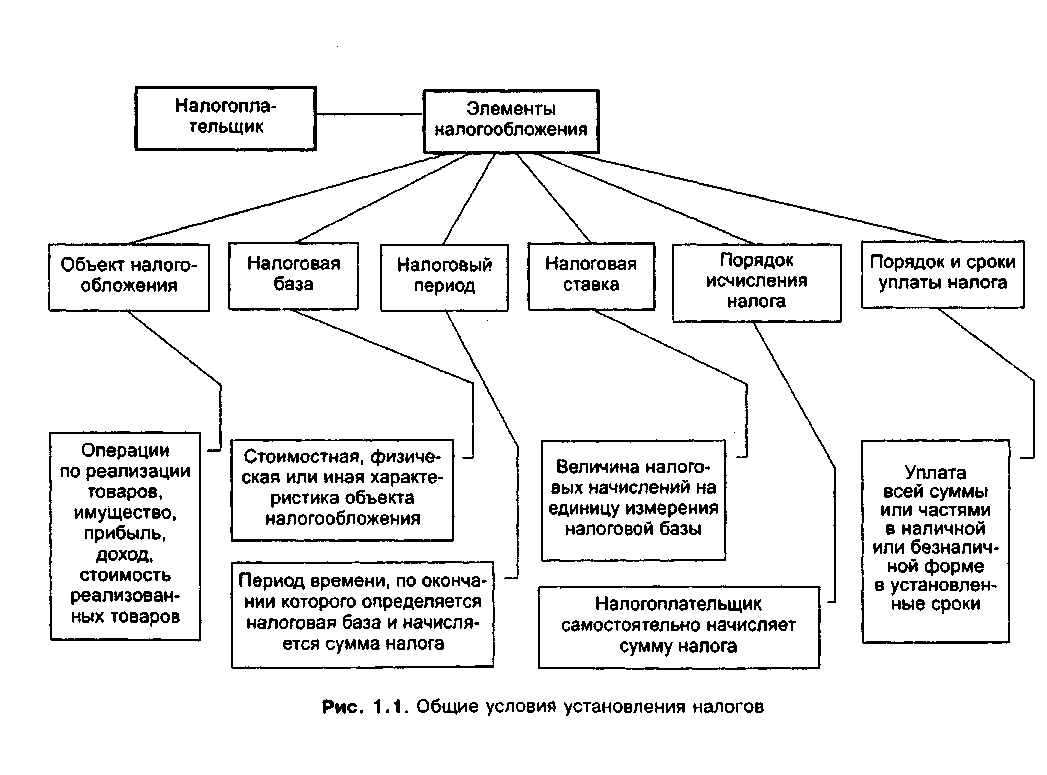 Налогопла-
тельщик
Элементы
налогообложения
Объект налого-
обложения
Налоговая
база
Налоговый
период
Налоговая
ставка
Порядок
исчисления
налога
Порядок и сроки
уплаты налога
Операции
по реализации
товаров,
имущество,
прибыль,
доход,
стоимость
реализован-
ных товаров
Стоимостная, физиче-
ская или иная характе-
ристика объекта
налогообложения
Период времени, по оконча-
нии которого определяется
налоговая база и начисля-
ется сумма налога
Величина налого-
вых начислений на
единицу измерения
налоговой базы
Налогоплательщик
самостоятельно начисляет
сумму налога
Уплата
всей суммы
или частями
в наличной
или безналич-
ной форме
в установлен-
ные сроки
Рис. 1.1. Общие условия установления налогов